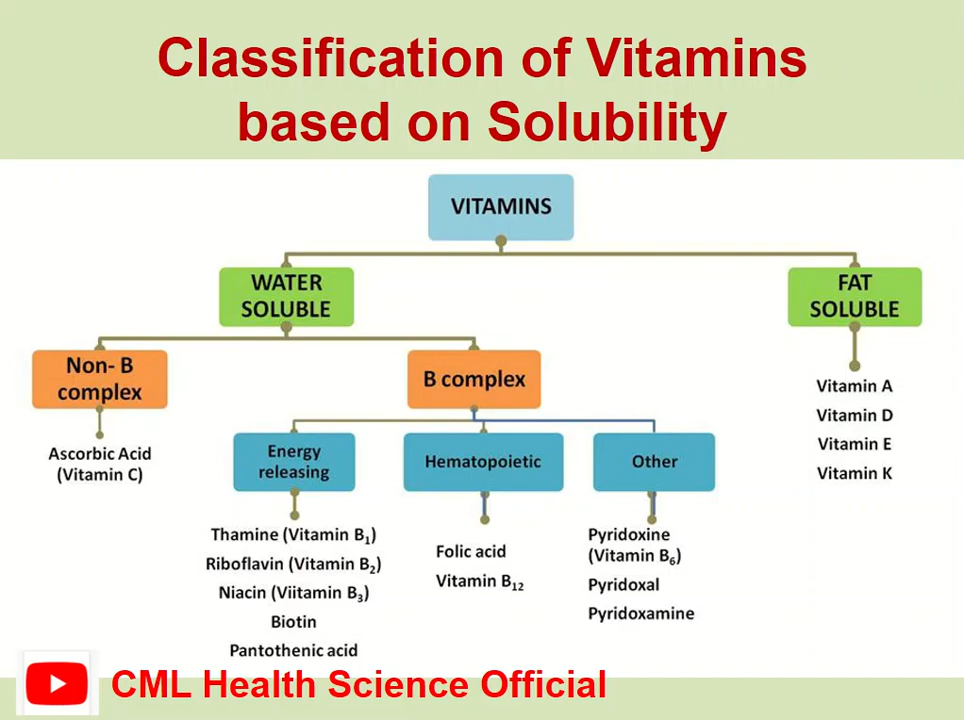 Classification of Vitamins
based on Solubility
VITAMINS
WATER
SOLUBLE
FAT
SOLUBLE
Non- B
complex
B complex
Ascorbic Acid
(Vitamin C)
Energy
releasing
Hematopoietic
Other
Thamine (Vitamin B₁)
Riboflavin (Vitamin B₂)
Niacin (Viitamin B₃)
Biotin
Pantothenic acid
Folic acid
Vitamin B₁₂
Pyridoxine
(Vitamin B₆)
Pyridoxal
Pyridoxamine
Vitamin A
Vitamin D
Vitamin E
Vitamin K
CML Health Science Official